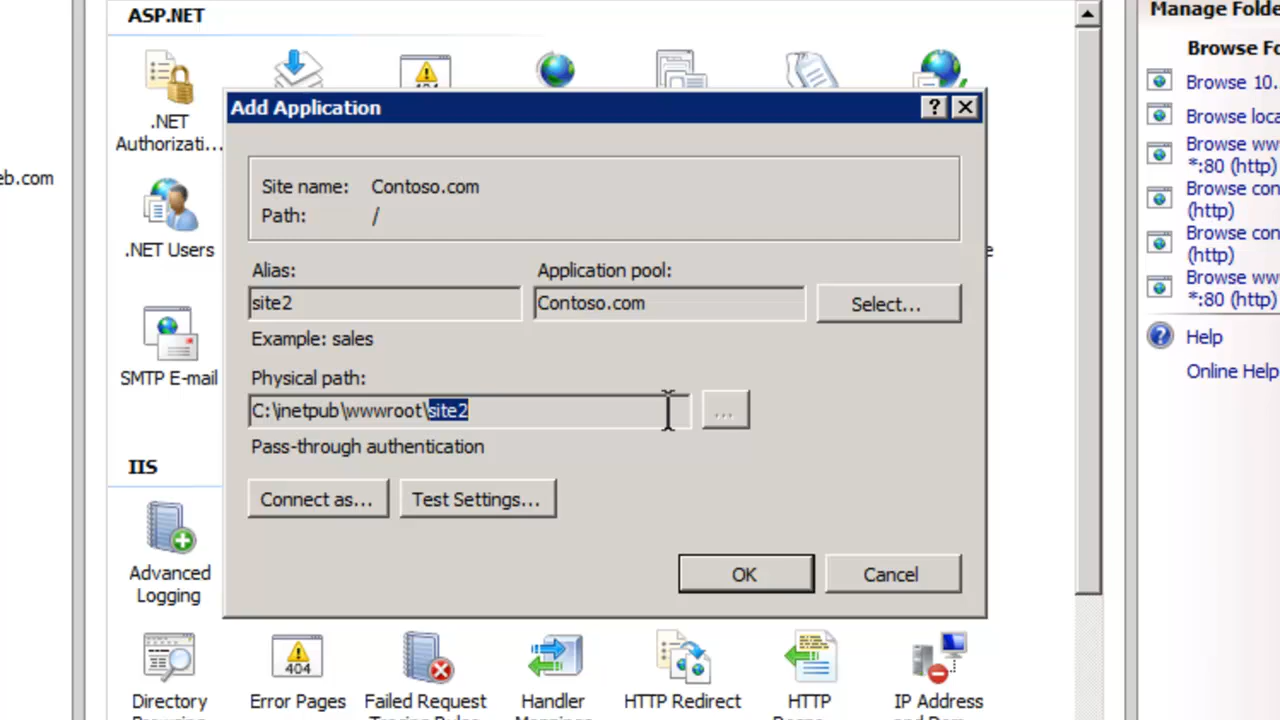 ASP.NET
Manage Folde
Browse Fo
Browse 10.
Browse loca
Browse ww
*:80 (http)
Browse con
(http)
Browse con
(http)
Browse ww
*:80 (http)
Help
Online Help
eb.com
.NET
Authorizati...
.NET Users
SMTP E-mail
Add Application
Site name: Contoso.com
Path: /
Alias:
Application pool:
site2
Contoso.com
Select...
Example: sales
Physical path:
C:\inetpub\wwwroot\site2
...
Pass-through authentication
Connect as...
Test Settings...
OK
Cancel
IIS
Advanced
Logging
404
Directory
Error Pages
Failed Request
Handler
HTTP Redirect
HTTP
IP Address